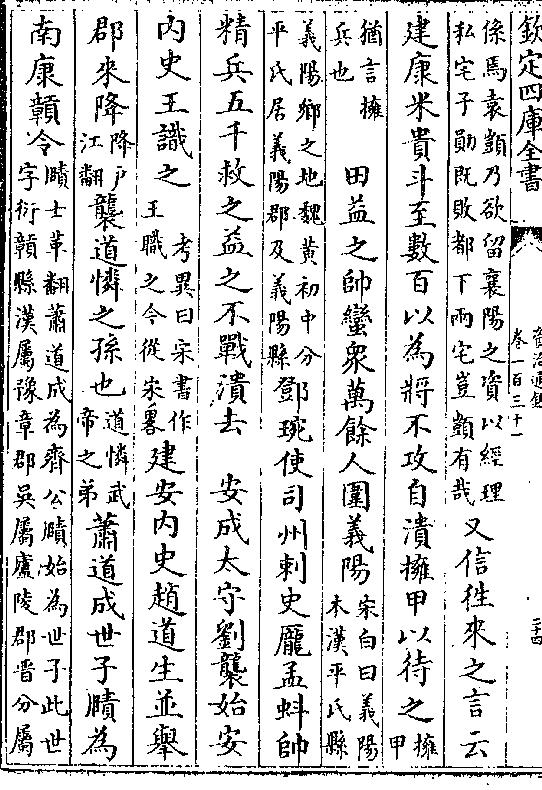 欽定四庫全書
資治通鑑
卷一百三十一
係馬袁顗乃欲留襄陽之資以經理
私宅子勛既敗都下兩宅豈顗有哉
又信徃來之言云
建康米貴斗至數百以為將不攻自潰擁甲以待之
擁
甲
猶言擁
兵也
田益之帥蠻衆萬餘人圍義陽
宋白曰義陽
本漢平氏縣
義陽鄉之地魏黄初中分
平氏居義陽郡及義陽縣
鄧琬使司州刺史龎孟蚪帥
精兵五千救之益之不戰潰去 安成太守劉襲始安
内史王識之
考異曰宋書作
王職之今從宋畧
建安内史趙道生並舉
郡來降
降戶
江翻
襲道憐之孫也
道憐武
帝之弟
蕭道成世子賾為
南康贛令
賾士革翻蕭道成為齊公賾始為世子此世
字衍贛縣漢屬豫章郡吳屬廬陵郡晉分屬